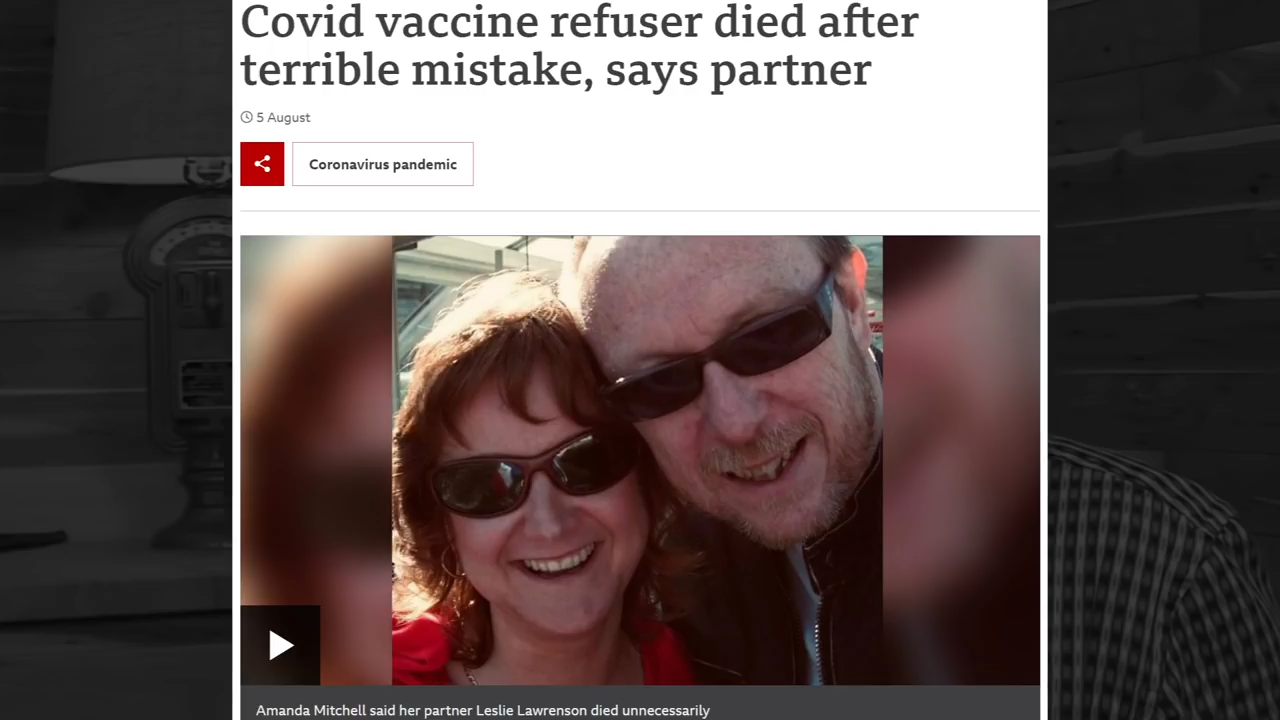 Covid vaccine refuser died after
terrible mistake, says partner
5 August
Coronavirus pandemic
Amanda Mitchell said her partner Leslie Lawrenson died unnecessarily